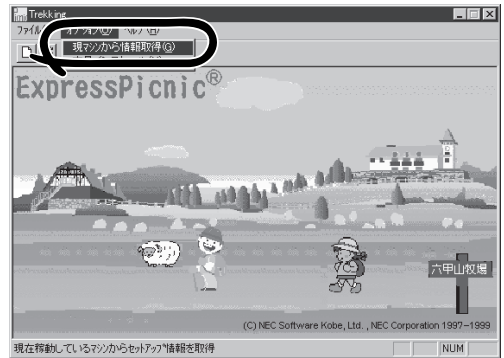 Trekking
ファイル
オプション(O) ヘルプ(H)
現マシンから情報取得(G)
ExpressPicnic®
六甲山牧場
(C) NEC Software Kobe, Ltd. , NEC Corporation 1997-1999
現在稼動しているマシンからセットアップ情報を取得
NUM